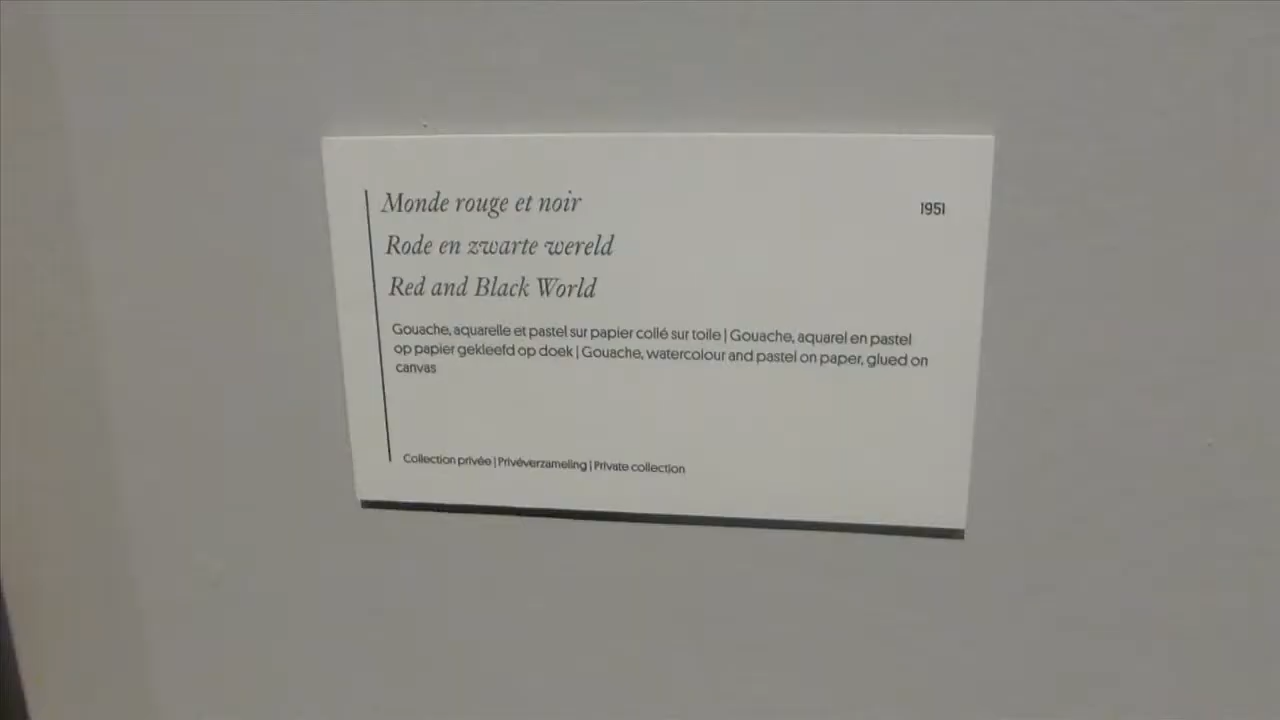 Monde rouge et noir 1951
Rode en zwarte wereld
Red and Black World
Gouache, aquarelle et pastel sur papier collé sur toile | Gouache, aquarel en pastel
op papier gekleefd op doek | Gouache, watercolour and pastel on paper, glued on
canvas
Collection privée | Privéverzameling | Private collection